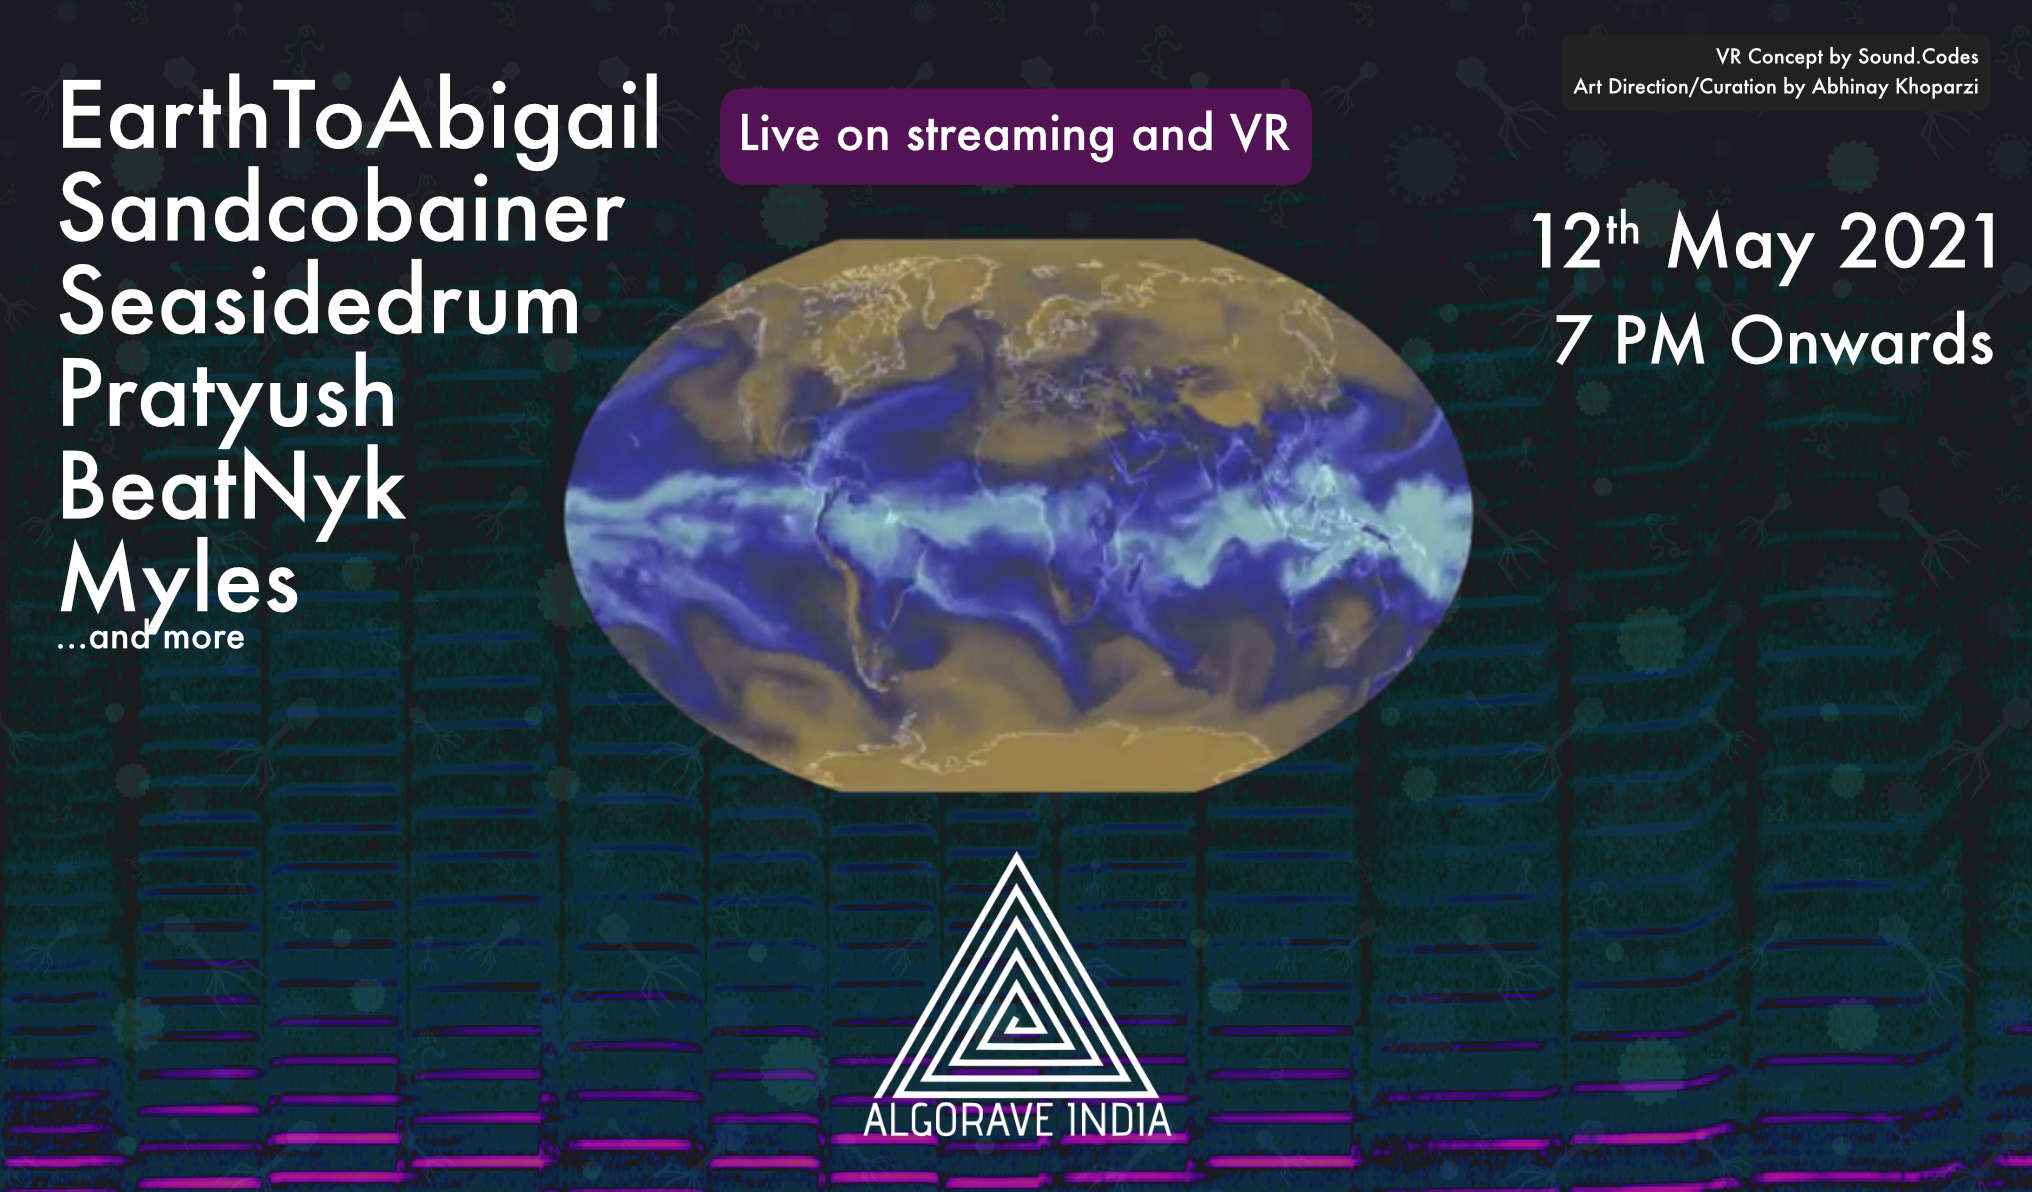 EarthToAbigail
Sandcobainer
Seasidedrum
Pratyush
BeatNyk
Myles
...and more
Live on streaming and VR
VR Concept by Sound.Codes
Art Direction/Curation by Abhinay Khoparzi
12th May 2021
7 PM Onwards
ALGORAVE INDIA